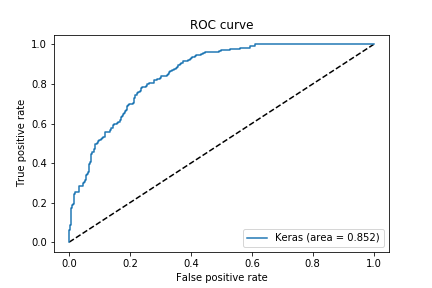 ROC curve
1.0
0.8
0.6
0.4
0.2
0.0
True positive rate
Keras (area = 0.852)
0.0 0.2 0.4 0.6 0.8 1.0
False positive rate